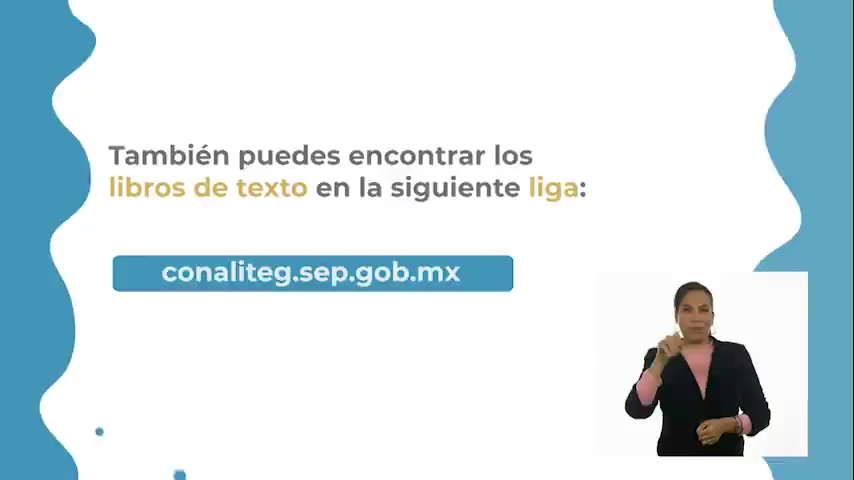 También puedes encontrar los
libros de texto en la siguiente liga:
conaliteg.sep.gob.mx